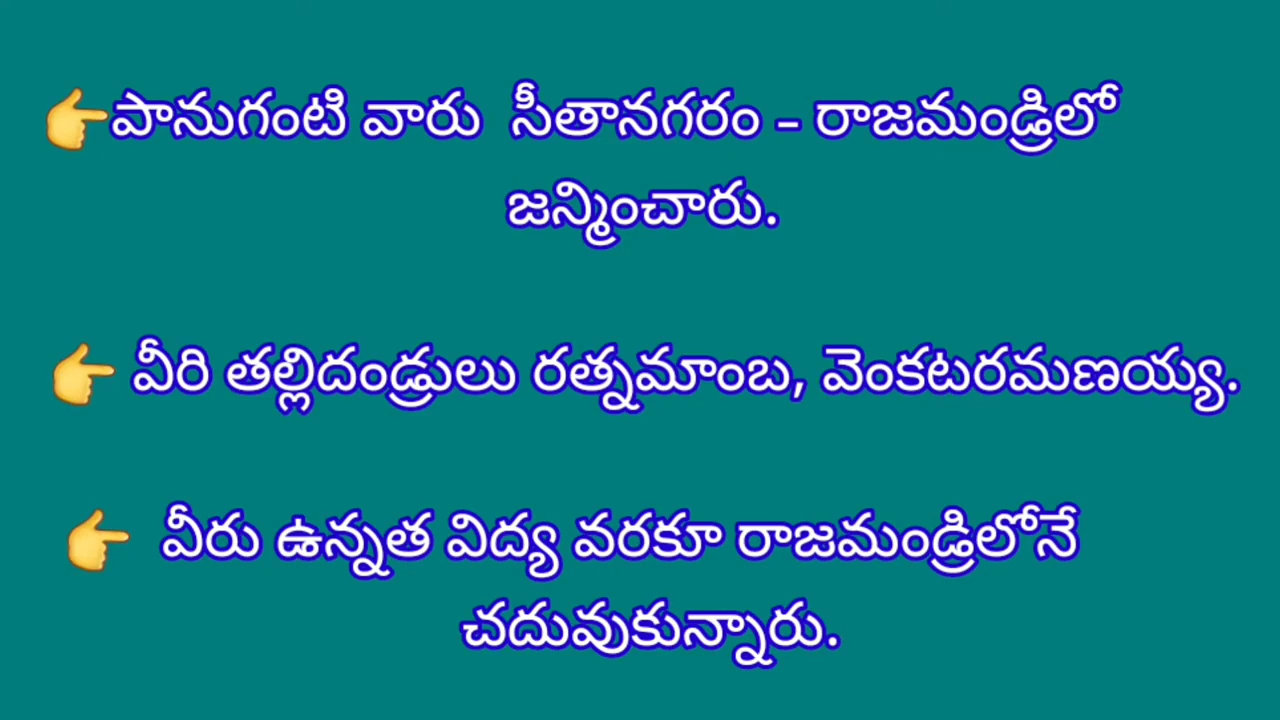 👉పానుగంటి వారు సీతానగరం – రాజమండ్రిలో
జన్మించారు.
👉 వీరి తల్లిదండ్రులు రత్నమాంబ, వెంకటరమణయ్య.
👉 వీరు ఉన్నత విద్య వరకూ రాజమండ్రిలోనే
చదువుకున్నారు.